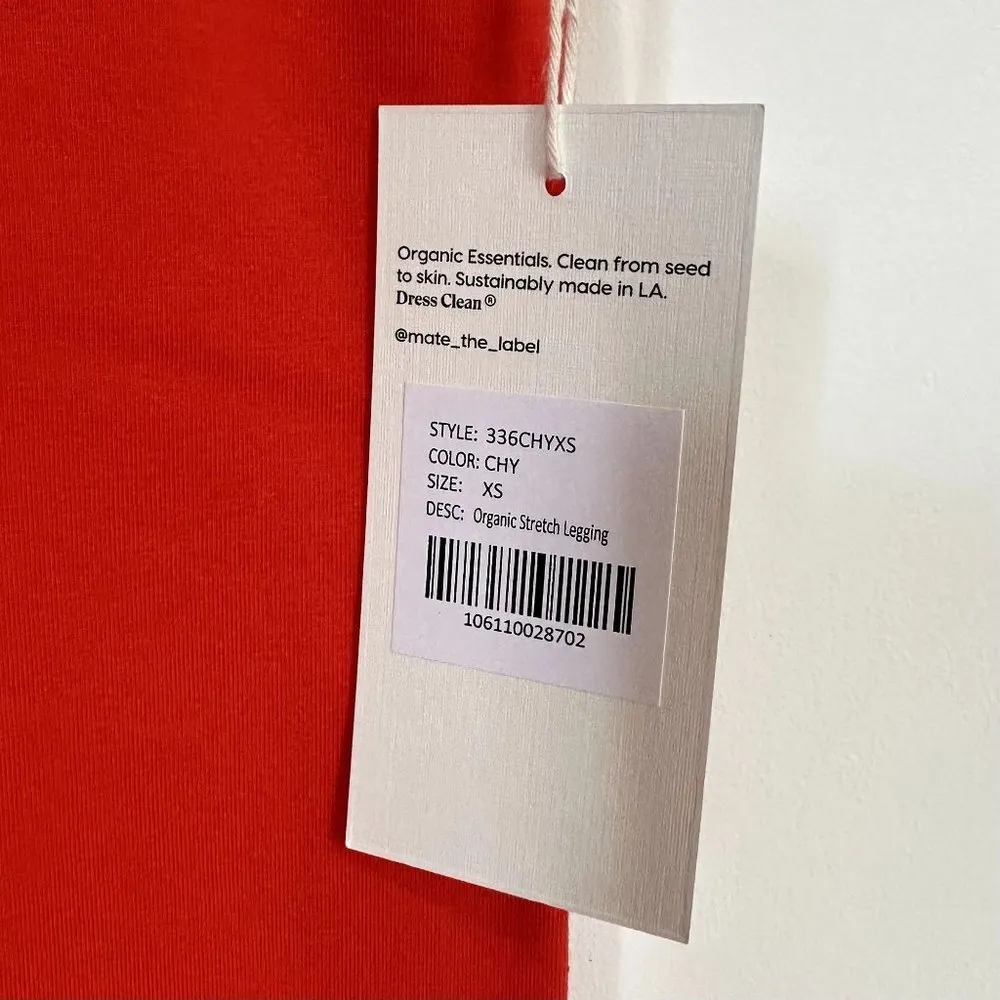 Organic Essentials. Clean from seed
to skin. Sustainably made in LA.
Dress Clean®
@mate_the_label
STYLE: 336CHYXS
COLOR: CHY
SIZE: XS
DESC: Organic Stretch Legging
106110028702